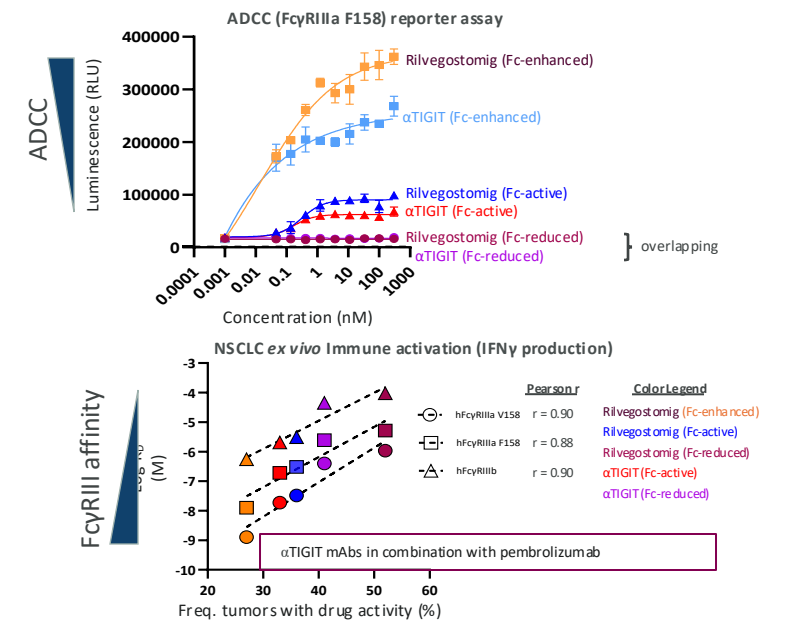 ADCC (FcγRIIIa F158) reporter assay
ADCC
Luminescence (RLU)
400000
300000
200000
100000
0
0.0001
0.001
0.01
0.1
1
10
100
1000
Concentration (nM)
Rilvegostomig (Fc-enhanced)
αTIGIT (Fc-enhanced)
Rilvegostomig (Fc-active)
αTIGIT (Fc-active)
Rilvegostomig (Fc-reduced)
αTIGIT (Fc-reduced)
overlapping
NSCLC ex vivo Immune activation (IFNγ production)
FcγRIII affinity
(M)
-3
-4
-5
-6
-7
-8
-9
-10
20
30
40
50
60
Freq. tumors with drug activity (%)
Pearson r
hFcγRIIIa V158 r = 0.90
hFcγRIIIa F158 r = 0.88
hFcγRIIIb r = 0.90
Color Legend
Rilvegostomig (Fc-enhanced)
Rilvegostomig (Fc-active)
Rilvegostomig (Fc-reduced)
αTIGIT (Fc-active)
αTIGIT (Fc-reduced)
αTIGIT mAbs in combination with pembrolizumab